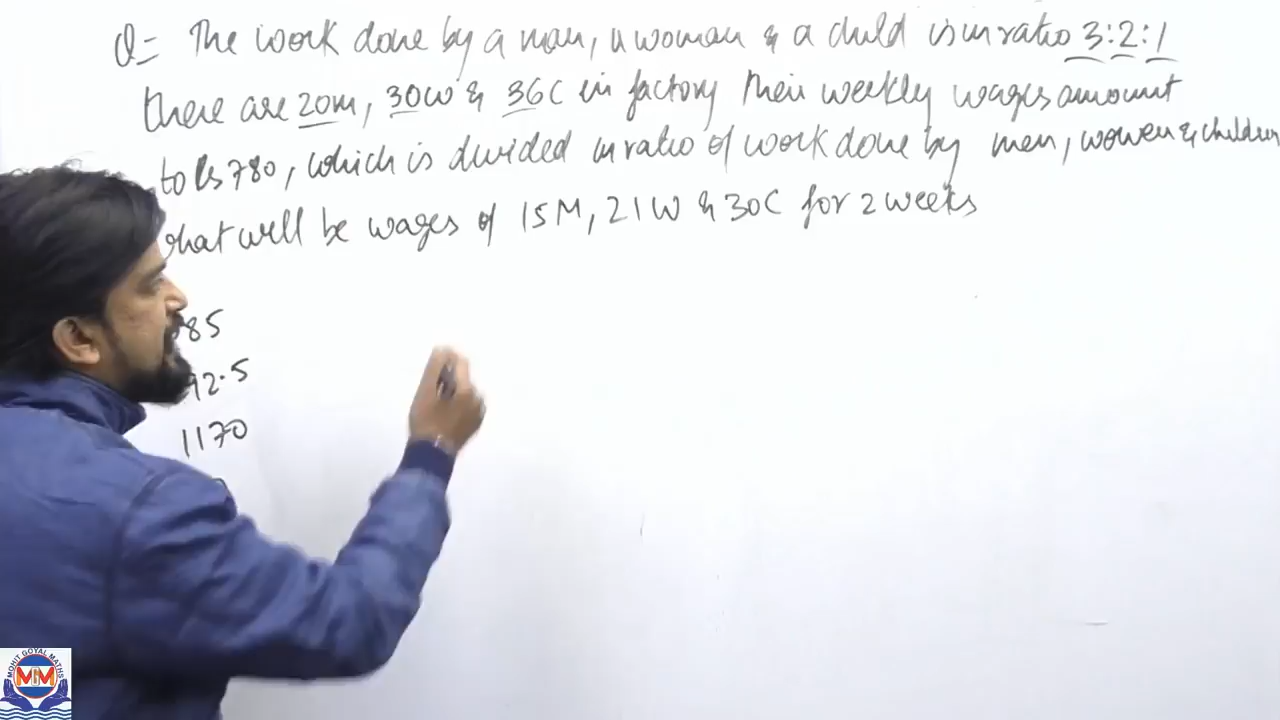 Q= The work done by a man, a woman & a child is in ratio 3:2:1
there are 20m, 30W & 36C in factory their weekly wages amount
to Rs 780, which is divided in ratio of work done by men, women & children
what will be wages of 15M, 21W & 30C for 2 weeks
85
92.5
1170
MOHIT GOYAL MATHS
MGM